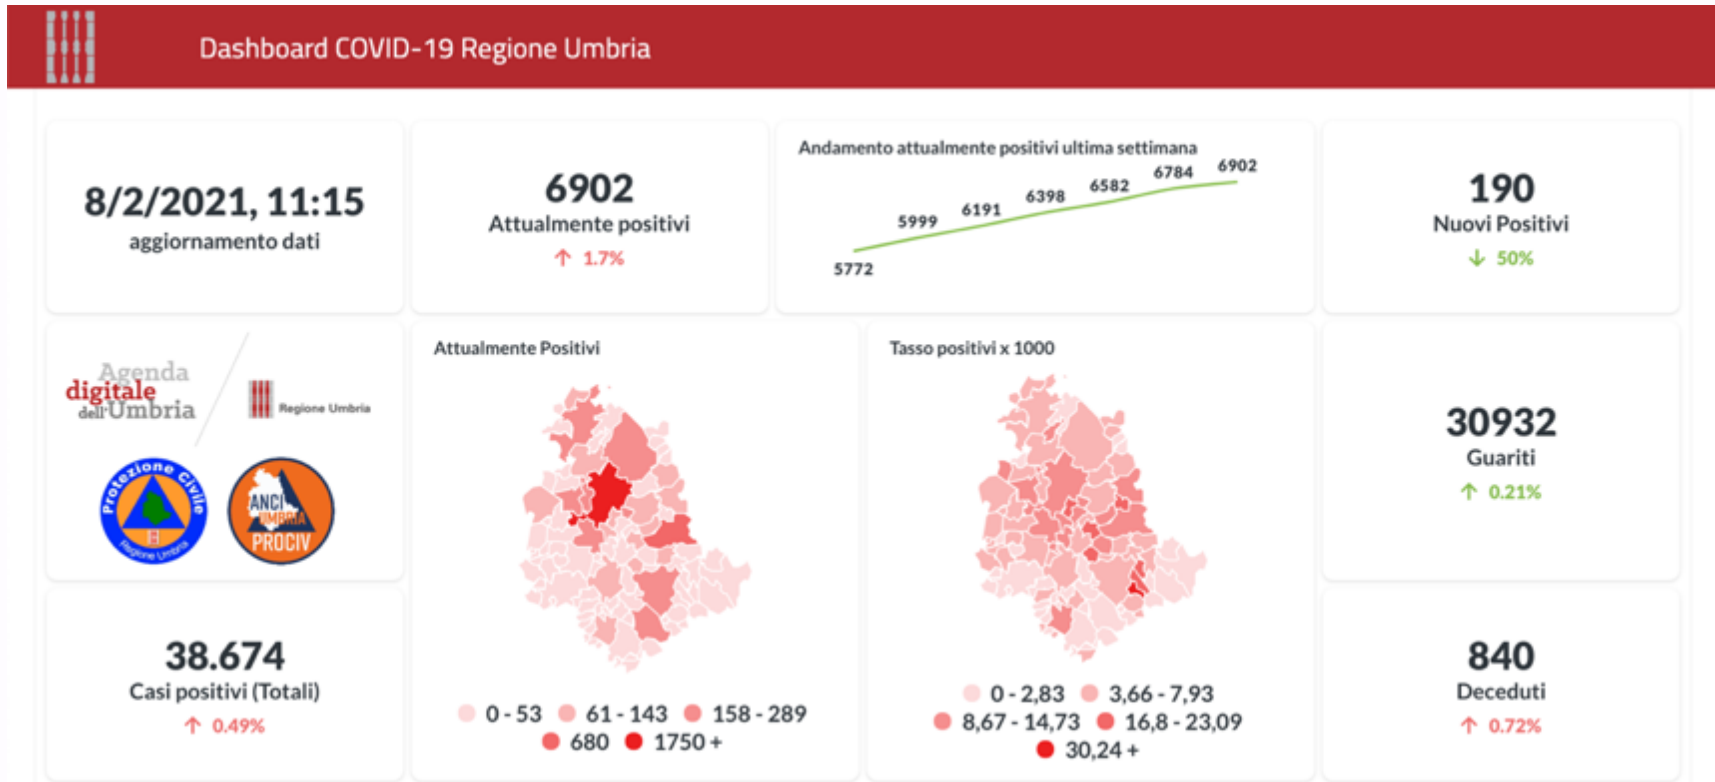 Dashboard COVID-19 Regione Umbria
8/2/2021, 11:15
aggiornamento dati
6902
Attualmente positivi
↑ 1.7%
Andamento attualmente positivi ultima settimana
5772
5999
6191
6398
6582
6784
6902
190
Nuovi Positivi
↓ 50%
Agenda
digitale
dell'Umbria
Regione Umbria
Protezione Civile
Regione Umbria
ANCI
UMBRIA
PROCIV
Attualmente Positivi
0 - 53 61 - 143 158 - 289
680 1750 +
Tasso positivi x 1000
0 - 2,83 3,66 - 7,93
8,67 - 14,73 16,8 - 23,09
30,24 +
30932
Guariti
↑ 0.21%
38.674
Casi positivi (Totali)
↑ 0.49%
840
Deceduti
↑ 0.72%